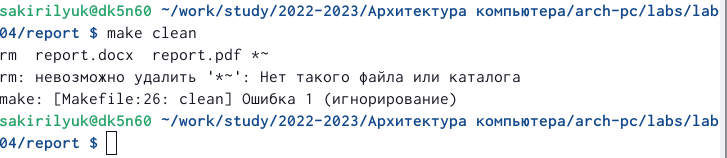 sakirilyuk@dk5n60 ~/work/study/2022-2023/Архитектура компьютера/arch-pc/labs/lab
04/report $ make clean
rm  report.docx  report.pdf *~
rm: невозможно удалить '*~': Нет такого файла или каталога
make: [Makefile:26: clean] Ошибка 1 (игнорирование)
sakirilyuk@dk5n60 ~/work/study/2022-2023/Архитектура компьютера/arch-pc/labs/lab
04/report $